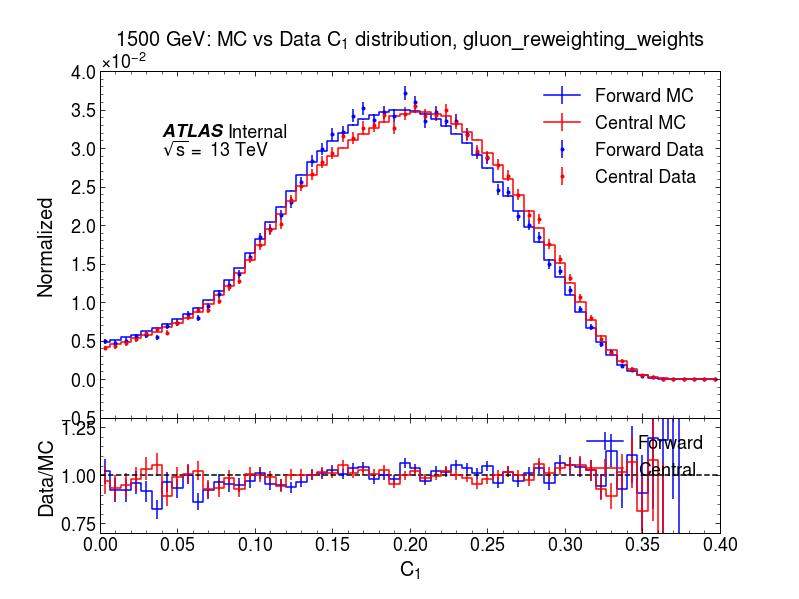 1500 GeV: MC vs Data C₁ distribution, gluon_reweighting_weights
×10⁻²
4.0
3.5
3.0
2.5
2.0
1.5
1.0
0.5
0.0
−0.5
Normalized
ATLAS Internal
√s = 13 TeV
Forward MC
Central MC
Forward Data
Central Data
1.25
1.00
0.75
Data/MC
Forward
Central
0.00 0.05 0.10 0.15 0.20 0.25 0.30 0.35 0.40
C₁